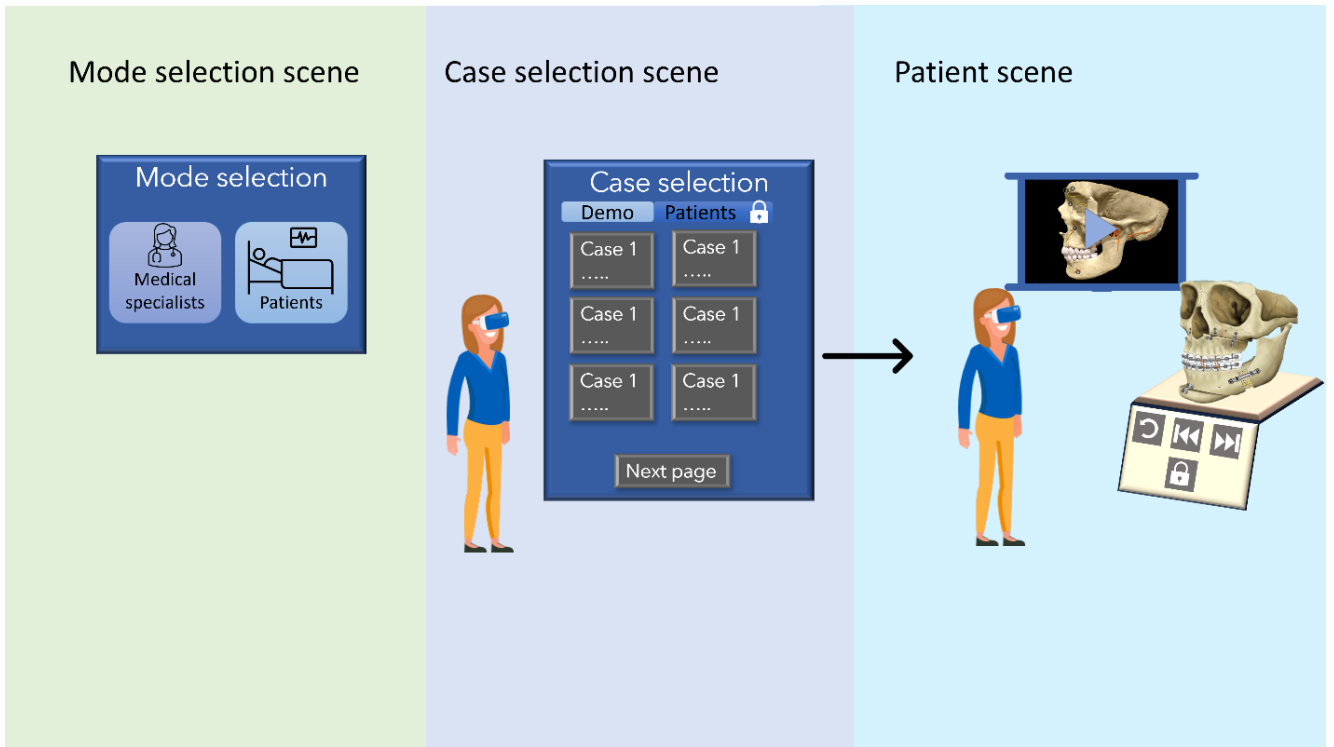 Mode selection scene
Case selection scene
Patient scene
Mode selection
Medical
specialists
Patients
Case selection
Demo
Patients
Case 1
.....
Case 1
.....
Case 1
.....
Case 1
.....
Case 1
.....
Case 1
.....
Next page